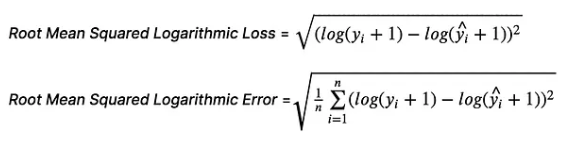 Root Mean Squared Logarithmic Loss = √(log(yᵢ + 1) − log(ŷᵢ + 1))²
Root Mean Squared Logarithmic Error = √(1/n ∑ᵢ₌₁ⁿ (log(yᵢ + 1) − log(ŷᵢ + 1))²)